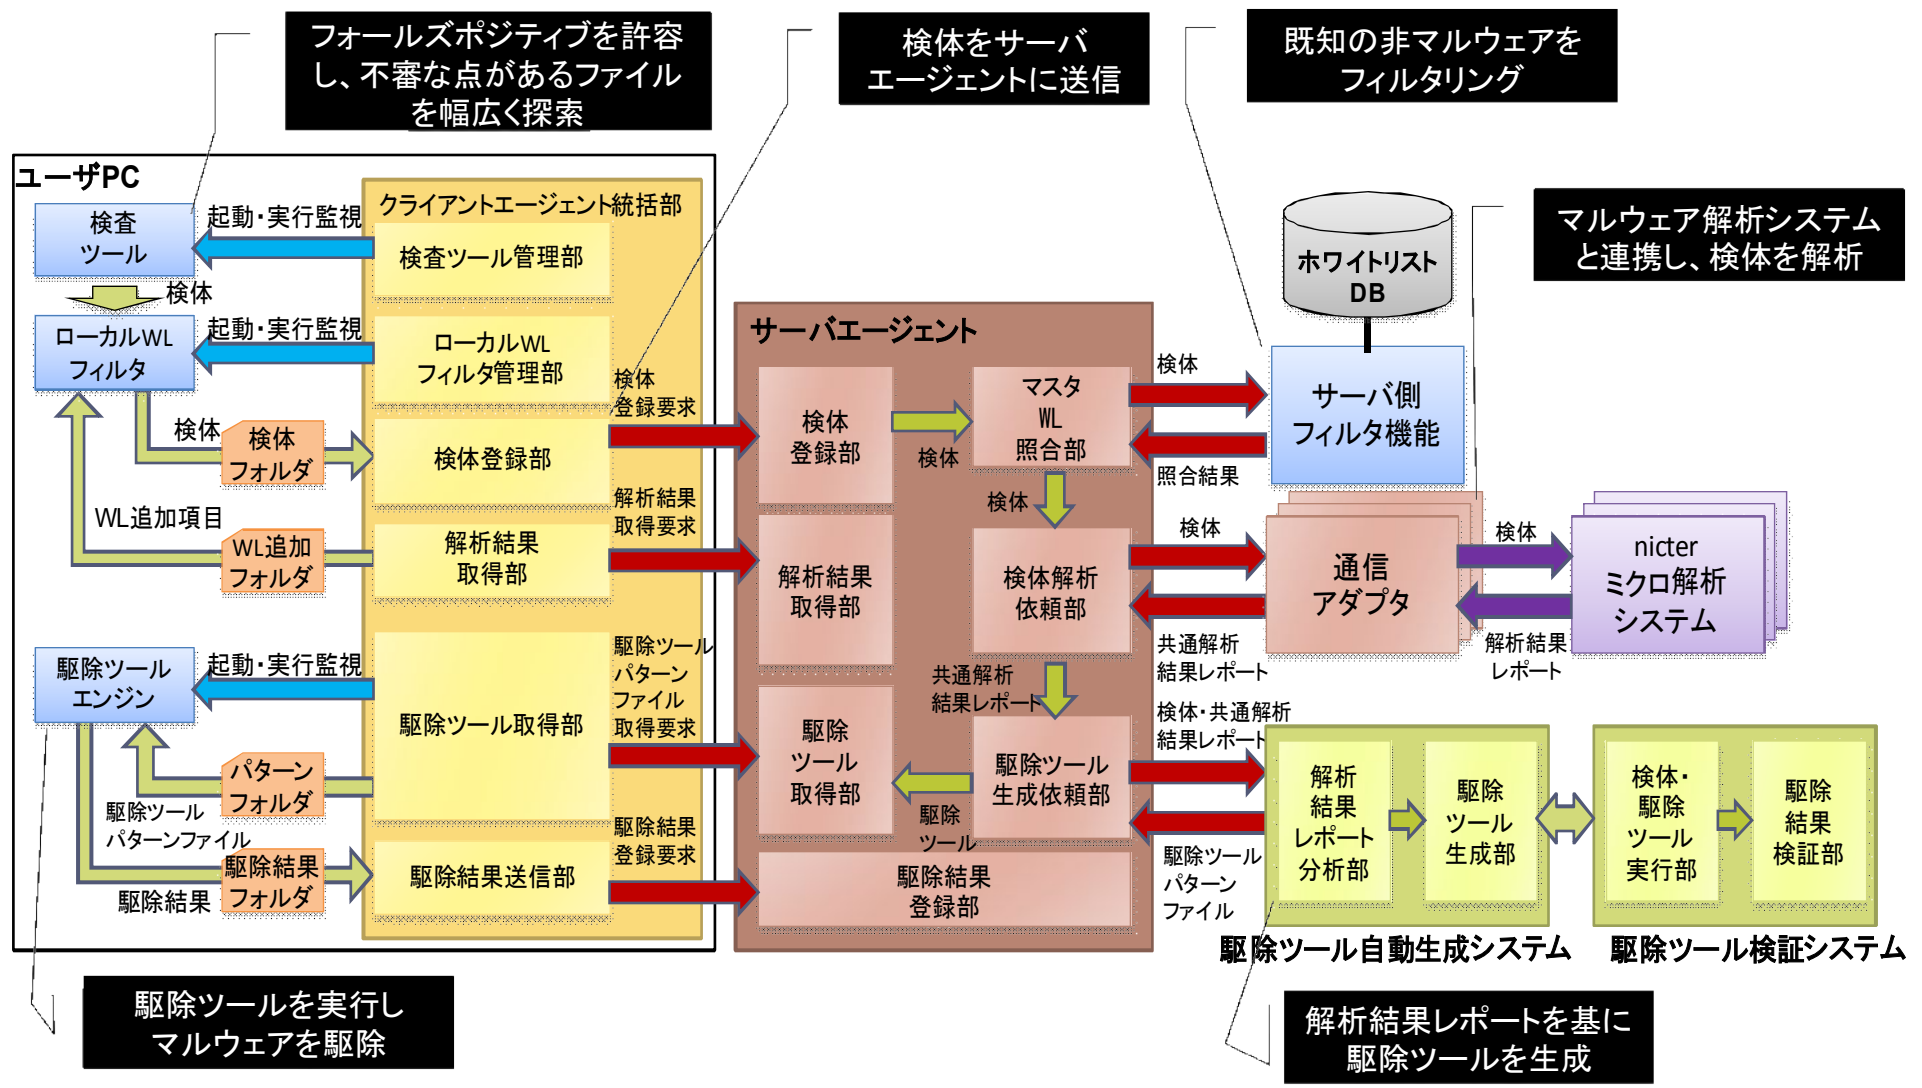 フォールズポジティブを許容
し、不審な点があるファイル
を幅広く探索
検体をサーバ
エージェントに送信
既知の非マルウェアを
フィルタリング
マルウェア解析システム
と連携し、検体を解析
ユーザPC
検査
ツール
起動・実行監視
クライアントエージェント統括部
検査ツール管理部
検体
ローカルWL
フィルタ
起動・実行監視
ローカルWL
フィルタ管理部
検体
登録要求
検体
検体
フォルダ
検体登録部
解析結果
取得要求
WL追加項目
WL追加
フォルダ
解析結果
取得部
駆除ツール
エンジン
起動・実行監視
駆除ツール取得部
駆除ツール
パターン
ファイル
取得要求
パターン
フォルダ
駆除ツール
パターンファイル
駆除結果
登録要求
駆除結果
フォルダ
駆除結果
駆除結果送信部
サーバエージェント
検体
登録部
検体
マスタ
WL
照合部
検体
解析結果
取得部
検体解析
依頼部
共通解析
結果レポート
駆除
ツール
取得部
駆除ツール
生成依頼部
駆除
ツール
駆除結果
登録部
ホワイトリスト
DB
検体
サーバ側
フィルタ機能
照合結果
検体
通信
アダプタ
共通解析
結果レポート
検体
nicter
ミクロ解析
システム
解析結果
レポート
検体・共通解析
結果レポート
駆除ツール
パターン
ファイル
解析
結果
レポート
分析部
駆除
ツール
生成部
検体・
駆除
ツール
実行部
駆除
結果
検証部
駆除ツール自動生成システム
駆除ツール検証システム
駆除ツールを実行し
マルウェアを駆除
解析結果レポートを基に
駆除ツールを生成